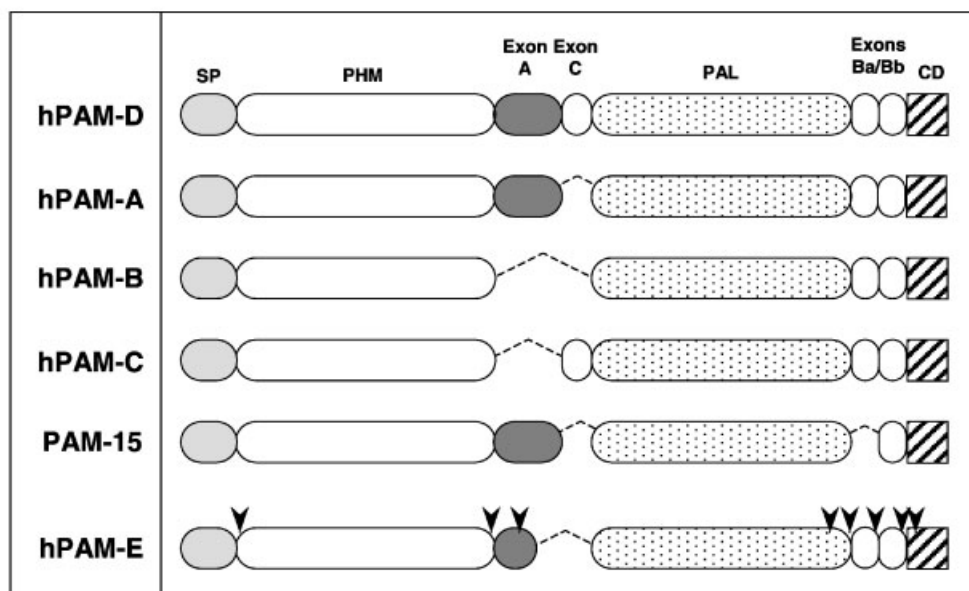 Exon Exon Exons
SP PHM A C PAL Ba/Bb CD
hPAM-D
hPAM-A
hPAM-B
hPAM-C
PAM-15
hPAM-E